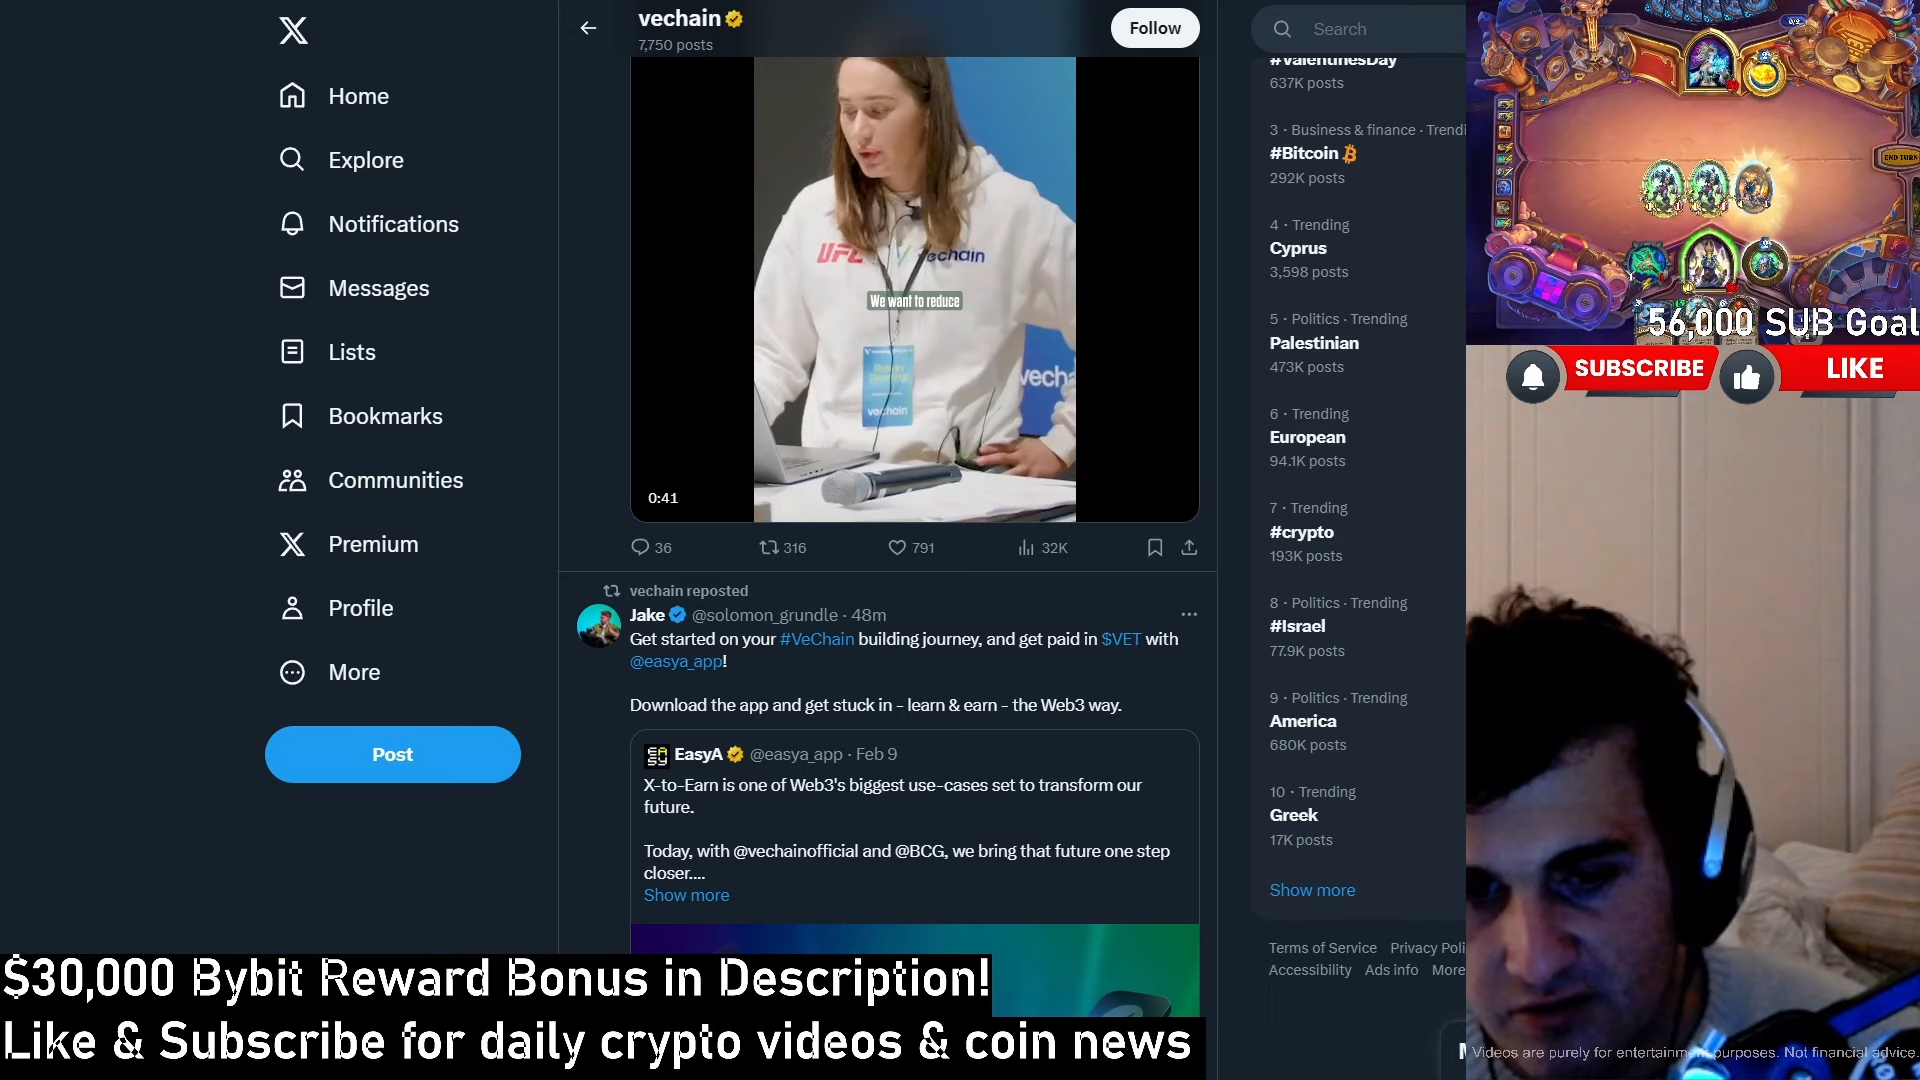 Home
Explore
Notifications
Messages
Lists
Bookmarks
Communities
Premium
Profile
More
Post
vechain
7,750 posts
Follow
UFC vechain
We want to reduce
vechain
vech
0:41
36 316 791 32K
vechain reposted
Jake @solomon_grundle · 48m
Get started on your #VeChain building journey, and get paid in $VET with
@easya_app!
Download the app and get stuck in - learn & earn - the Web3 way.
EasyA @easya_app · Feb 9
X-to-Earn is one of Web3's biggest use-cases set to transform our
future.
Today, with @vechainofficial and @BCG, we bring that future one step
closer....
Show more
Search
#ValentinesDay
637K posts
3 · Business & finance · Trendi
#Bitcoin
292K posts
4 · Trending
Cyprus
3,598 posts
5 · Politics · Trending
Palestinian
473K posts
6 · Trending
European
94.1K posts
7 · Trending
#crypto
193K posts
8 · Politics · Trending
#Israel
77.9K posts
9 · Politics · Trending
America
680K posts
10 · Trending
Greek
17K posts
Show more
Terms of Service Privacy Poli
Accessibility Ads info More
END TURN
56,000 SUB Goal
SUBSCRIBE LIKE
$30,000 Bybit Reward Bonus in Description!
Like & Subscribe for daily crypto videos & coin news
Videos are purely for entertainment purposes. Not financial advice.